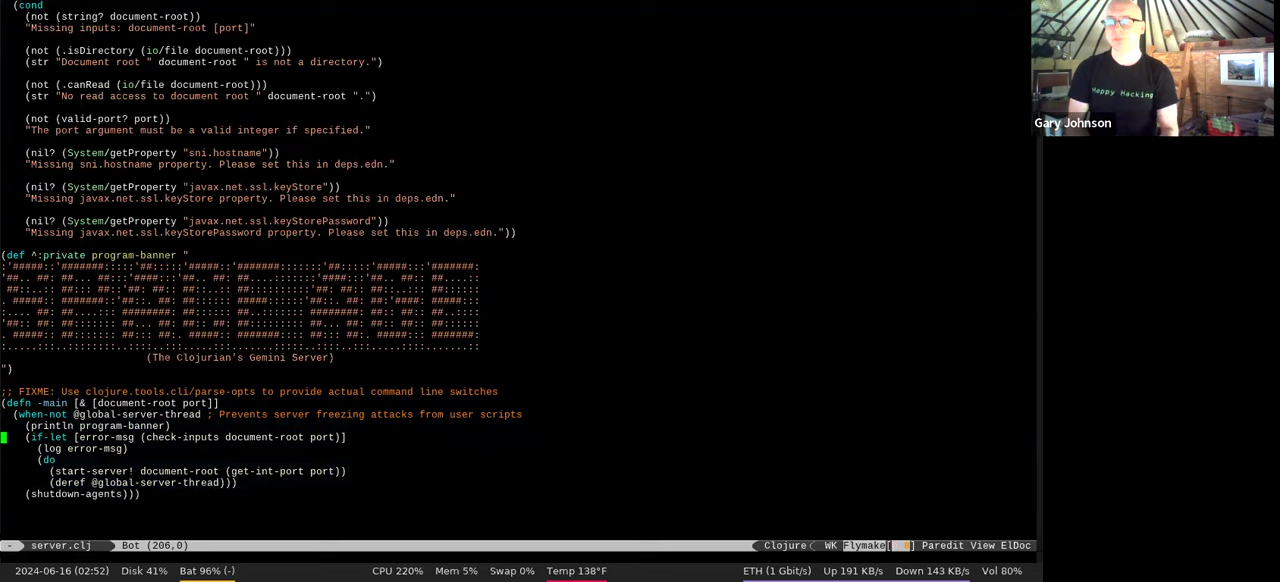 (cond
(not (string? document-root))
"Missing inputs: document-root [port]"
(not (.isDirectory (io/file document-root)))
(str "Document root " document-root " is not a directory.")
(not (.canRead (io/file document-root)))
(str "No read access to document root " document-root ".")
(not (valid-port? port))
"The port argument must be a valid integer if specified."
(nil? (System/getProperty "sni.hostname"))
"Missing sni.hostname property. Please set this in deps.edn."
(nil? (System/getProperty "javax.net.ssl.keyStore"))
"Missing javax.net.ssl.keyStore property. Please set this in deps.edn."
(nil? (System/getProperty "javax.net.ssl.keyStorePassword"))
"Missing javax.net.ssl.keyStorePassword property. Please set this in deps.edn."))
(def ^:private program-banner "
(The Clojurian's Gemini Server)
")
;; FIXME: Use clojure.tools.cli/parse-opts to provide actual command line switches
(defn -main [& [document-root port]]
(when-not @global-server-thread ; Prevents server freezing attacks from user scripts
(println program-banner)
(if-let [error-msg (check-inputs document-root port)]
(log error-msg)
(do
(start-server! document-root (get-int-port port))
(deref @global-server-thread)))
(shutdown-agents)))
- server.clj Bot (206,0) Clojure WK Flymake[ 0] Paredit View ElDoc
2024-06-16 (02:52) Disk 41% Bat 96% (-) CPU 220% Mem 5% Swap 0% Temp 138°F ETH (1 Gbit/s) Up 191 KB/s Down 143 KB/s Vol 80%
Happy Hacking
Gary Johnson